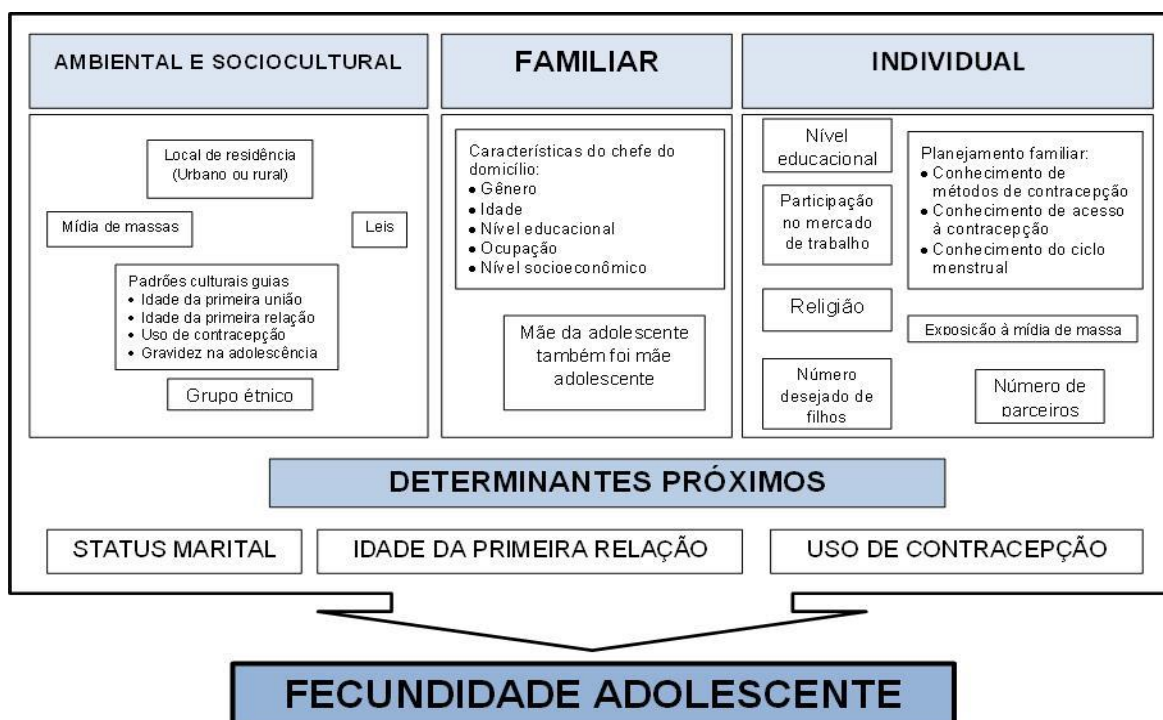 AMBIENTAL E SOCIOCULTURAL
FAMILIAR
INDIVIDUAL
Local de residência
(Urbano ou rural)
Mídia de massas
Leis
Padrões culturais guias
• Idade da primeira união
• Idade da primeira relação
• Uso de contracepção
• Gravidez na adolescência
Grupo étnico
Características do chefe do
domicílio:
• Gênero
• Idade
• Nível educacional
• Ocupação
• Nível socioeconômico
Mãe da adolescente
também foi mãe
adolescente
Nível
educacional
Participação
no mercado
de trabalho
Religião
Número
desejado de
filhos
Planejamento familiar:
• Conhecimento de
métodos de contracepção
• Conhecimento de acesso
à contracepção
• Conhecimento do ciclo
menstrual
Exposição à mídia de massa
Número de
parceiros
DETERMINANTES PRÓXIMOS
STATUS MARITAL
IDADE DA PRIMEIRA RELAÇÃO
USO DE CONTRACEPÇÃO
FECUNDIDADE ADOLESCENTE